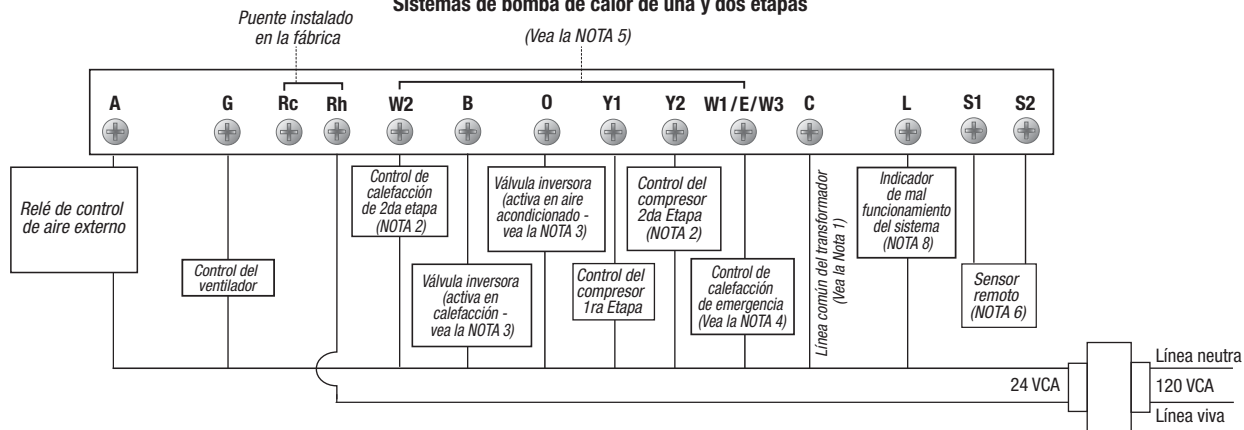 Sistemas de bomba de calor de una y dos etapas
Puente instalado
en la fábrica
(Vea la NOTA 5)
A G Rc Rh W2 B O Y1 Y2 W1/E/W3 C L S1 S2
Relé de control
de aire externo
Control del
ventilador
Control de
calefacción
de 2da etapa
(NOTA 2)
Válvula inversora
(activa en
calefacción -
vea la NOTA 3)
Válvula inversora
(activa en aire
acondicionado -
vea la NOTA 3)
Control del
compresor
1ra Etapa
Control del
compresor
2da Etapa
(NOTA 2)
Control de
calefacción
de emergencia
(Vea la NOTA 4)
Línea común del transformador
(Vea la Nota 1)
Indicador
de mal
funcionamiento
del sistema
(NOTA 8)
Sensor
remoto
(NOTA 6)
24 VCA
Línea neutra
120 VCA
Línea viva